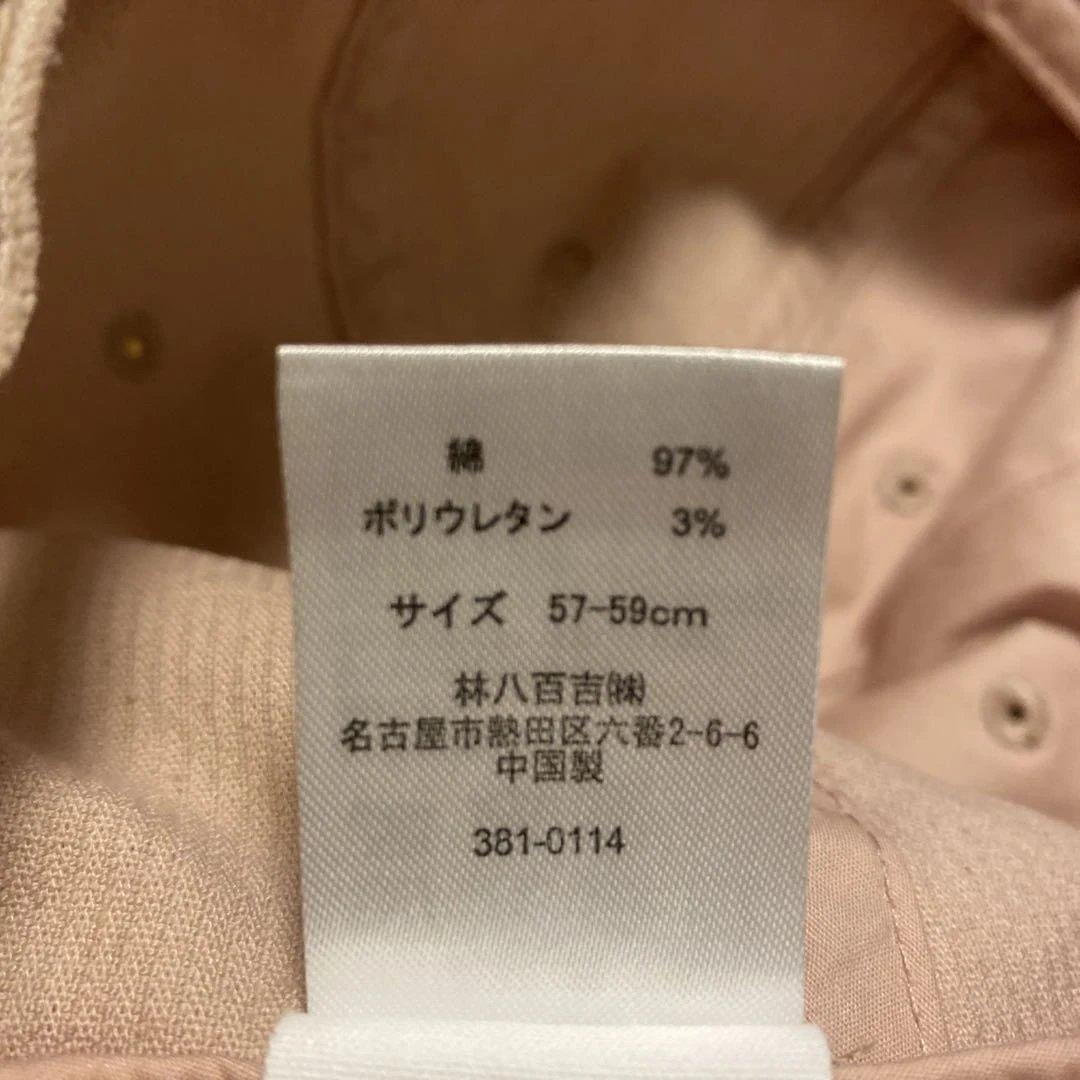 綿 97%
ポリウレタン 3%
サイズ 57-59cm
林八百吉㈱
名古屋市熱田区六番2-6-6
中国製
381-0114